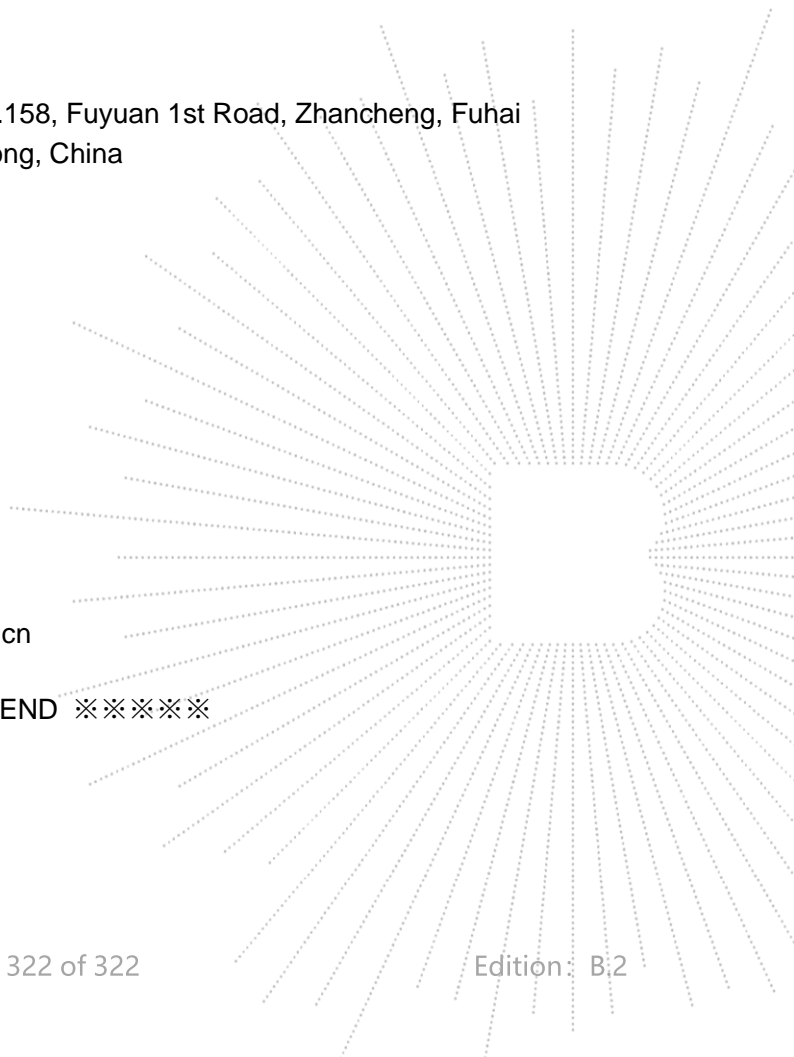 .158, Fuyuan 1st Road, Zhancheng, Fuhai
ong, China
cn
END ※※※※※
322 of 322 Edition：B.2